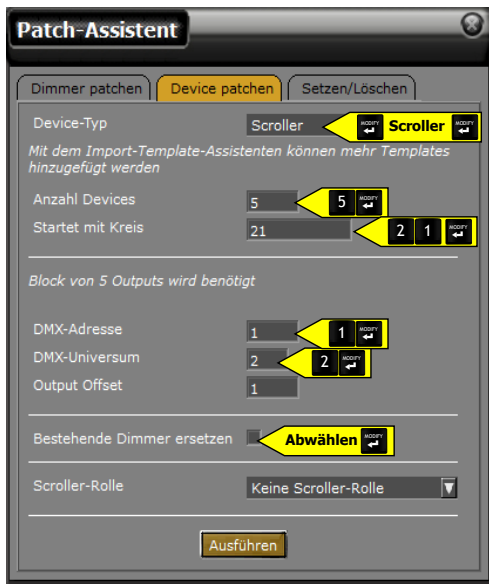 Patch-Assistent
Dimmer patchen Device patchen Setzen/Löschen
Device-Typ Scroller MODIFY Scroller MODIFY
Mit dem Import-Template-Assistenten können mehr Templates
hinzugefügt werden
Anzahl Devices 5 5 MODIFY
Startet mit Kreis 21 2 1 MODIFY
Block von 5 Outputs wird benötigt
DMX-Adresse 1 1 MODIFY
DMX-Universum 2 2 MODIFY
Output Offset 1
Bestehende Dimmer ersetzen Abwählen MODIFY
Scroller-Rolle Keine Scroller-Rolle
Ausführen